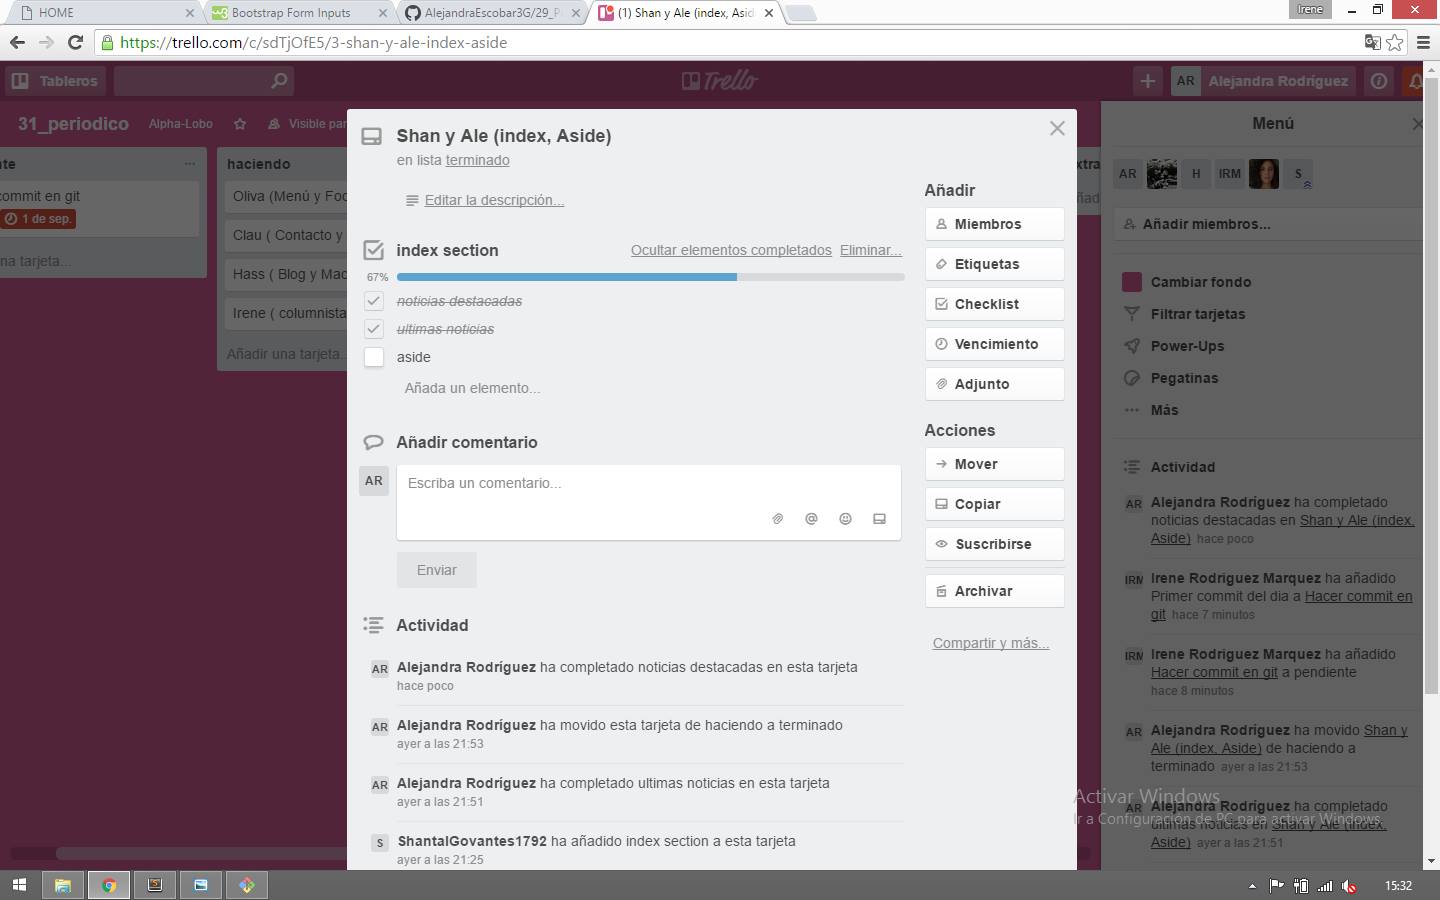 HOME
Bootstrap Form Inputs
AlejandraEscobar3G/29_P
(1) Shan y Ale (index, Asid
Irene
https://trello.com/c/sdTjOfE5/3-shan-y-ale-index-aside
Tableros
Trello
AR Alejandra Rodríguez
31_periodico
Alpha-Lobo
Visible par
nte
commit en git
1 de sep.
na tarjeta...
haciendo
Oliva (Menú y Foo
Clau ( Contacto y
Hass ( Blog y Mac
Irene ( columnista
Añadir una tarjeta...
Shan y Ale (index, Aside)
en lista terminado
Editar la descripción...
index section
Ocultar elementos completados Eliminar...
67%
noticias destacadas
ultimas noticias
aside
Añada un elemento...
Añadir comentario
AR
Escriba un comentario...
Enviar
Actividad
AR Alejandra Rodríguez ha completado noticias destacadas en esta tarjeta
hace poco
AR Alejandra Rodríguez ha movido esta tarjeta de haciendo a terminado
ayer a las 21:53
AR Alejandra Rodríguez ha completado ultimas noticias en esta tarjeta
ayer a las 21:51
S ShantalGovantes1792 ha añadido index section a esta tarjeta
ayer a las 21:25
Añadir
Miembros
Etiquetas
Checklist
Vencimiento
Adjunto
Acciones
Mover
Copiar
Suscribirse
Archivar
Compartir y más...
xtra
ñad
Menú
AR H IRM S
Añadir miembros...
Cambiar fondo
Filtrar tarjetas
Power-Ups
Pegatinas
Más
Actividad
AR Alejandra Rodríguez ha completado
noticias destacadas en Shan y Ale (index,
Aside) hace poco
IRM Irene Rodriguez Marquez ha añadido
Primer commit del dia a Hacer commit en
git hace 7 minutos
IRM Irene Rodriguez Marquez ha añadido
Hacer commit en git a pendiente
hace 8 minutos
AR Alejandra Rodríguez ha movido Shan y
Ale (index, Aside) de haciendo a
terminado ayer a las 21:53
AR Alejandra Rodríguez ha completado
ultimas noticias en Shan y Ale (index,
Aside) ayer a las 21:51
Activar Windows
Ir a Configuración de PC para activar Windows.
15:32